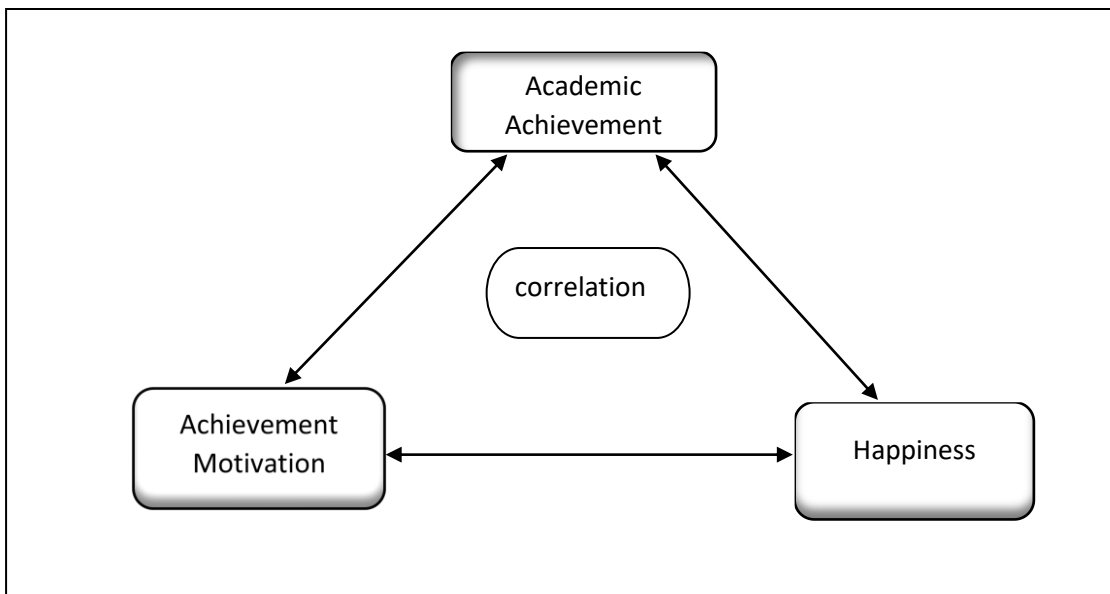 Academic
Achievement
correlation
Achievement
Motivation
Happiness